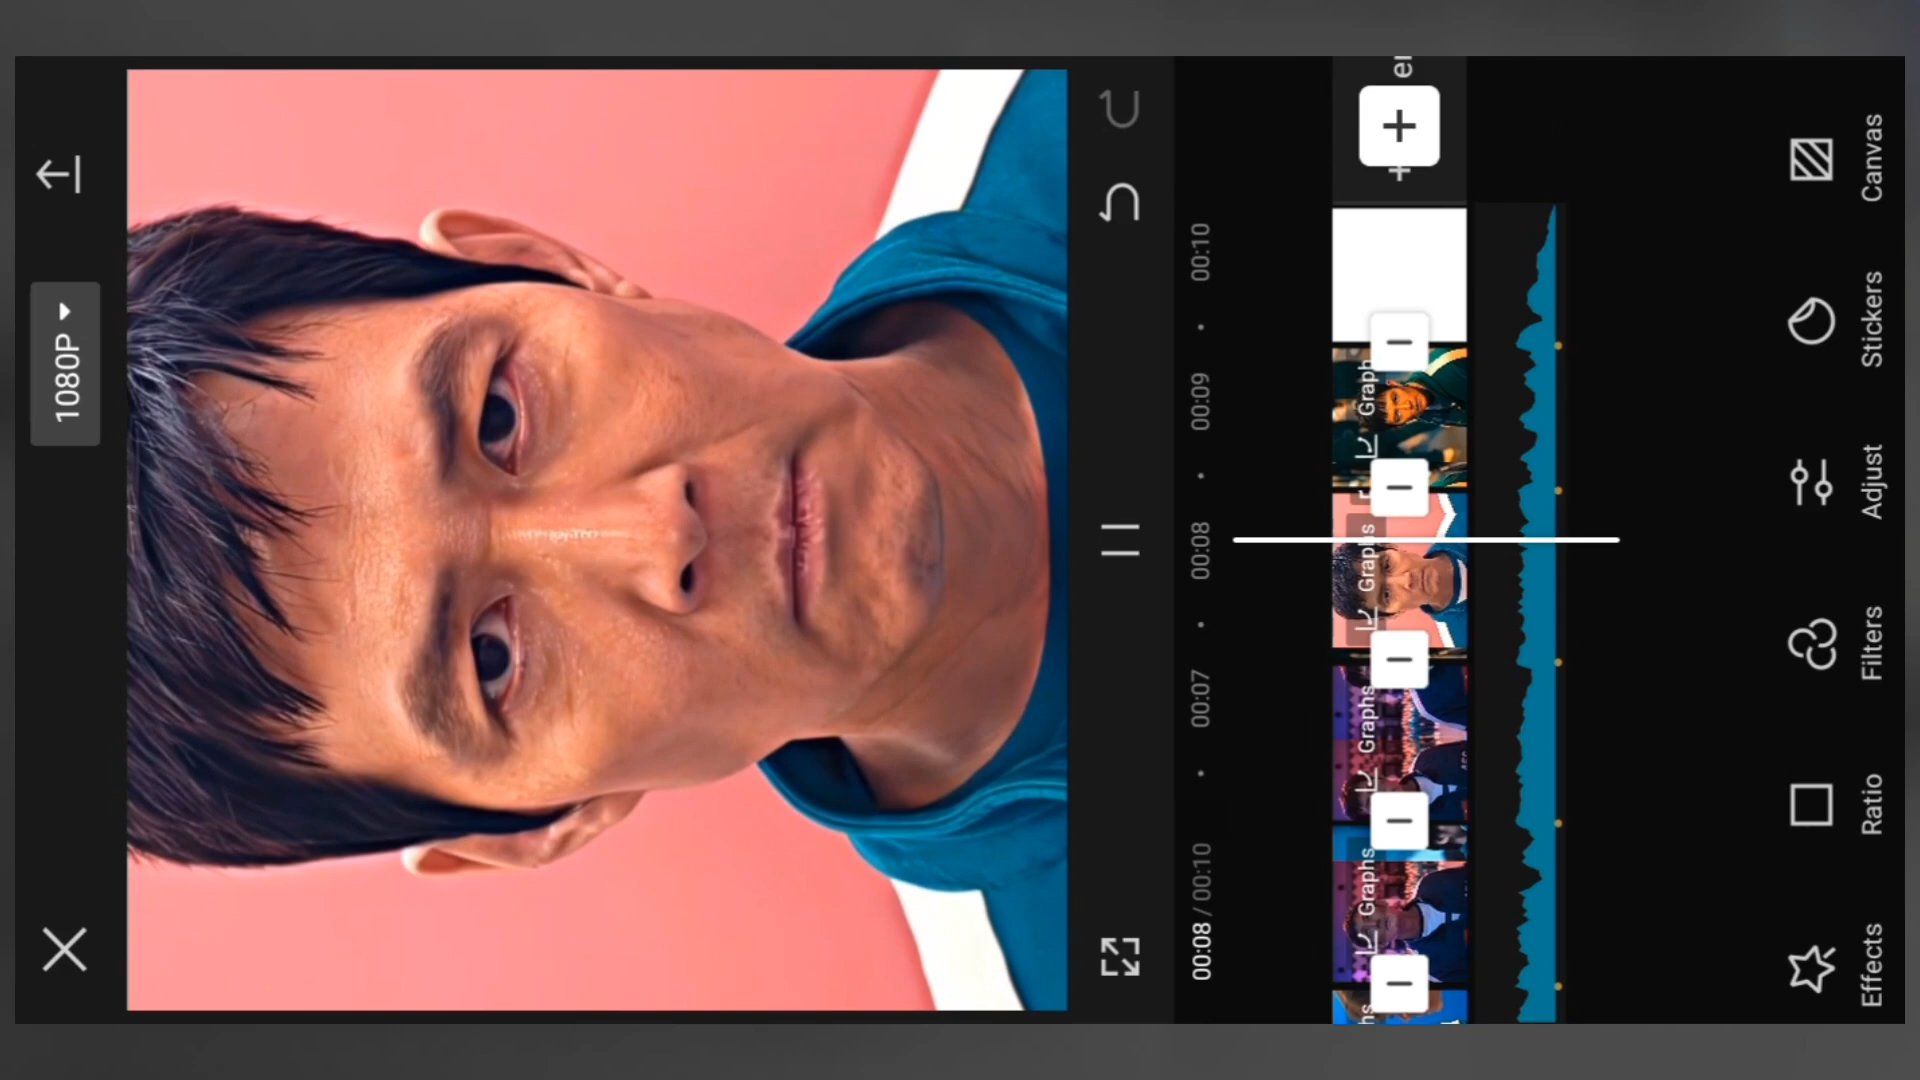 1080P
00:08 / 00:10
00:07
00:08
00:09
00:10
hs
Graphs
Graphs
Graphs
Graph
Effects
Ratio
Filters
Adjust
Stickers
Canvas